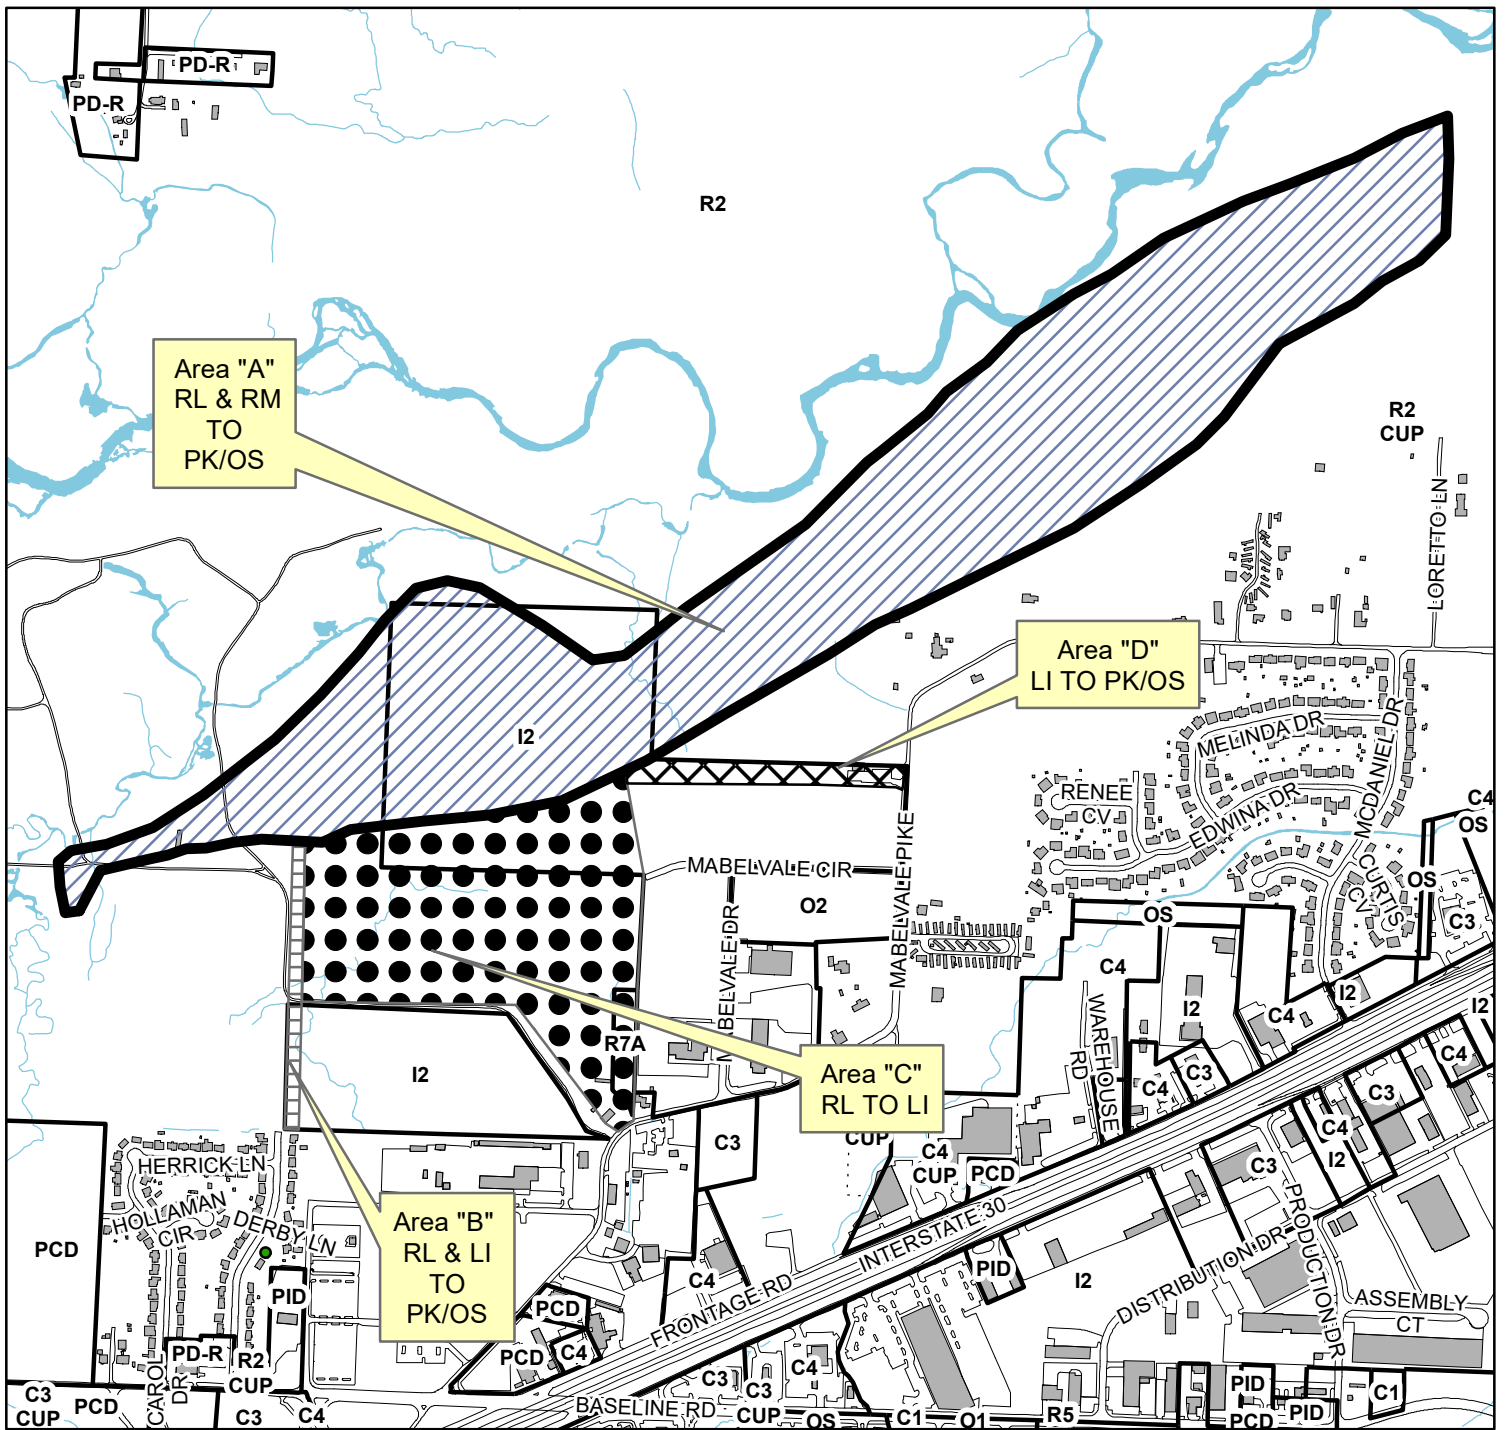 PD-R
PD-R
R2
Area "A"
RL & RM
TO
PK/OS
R2
CUP
LORETTO LN
Area "D"
LI TO PK/OS
I2
MELINDA DR
MCDANIEL DR
RENEE
CV
EDWINA DR
C4
OS
MABELVALE CIR
MABELVALE PIKE
CURTIS
CV
OS
O2
OS
C3
MABELVALE DR
C4
I2
C4
I2
I2
WAREHOUSE
RD
R7A
I2
Area "C"
RL TO LI
C4
C3
C4
C3
C4
I2
C3
CUP
C4
CUP
PCD
C3
HERRICK LN
HOLLAMAN
CIR
DERBY LN
PCD
Area "B"
RL & LI
TO
PK/OS
PRODUCTION DR
INTERSTATE 30
DISTRIBUTION DR
PID
I2
C4
PID
FRONTAGE RD
ASSEMBLY
CT
PCD
PD-R
R2
CUP
PCD
C4
CAROL
DR
C3
C3
CUP
C4
C3
CUP
PCD
C3
C4
BASELINE RD
OS
C1
O1
R5
PID
PCD
PID
C1